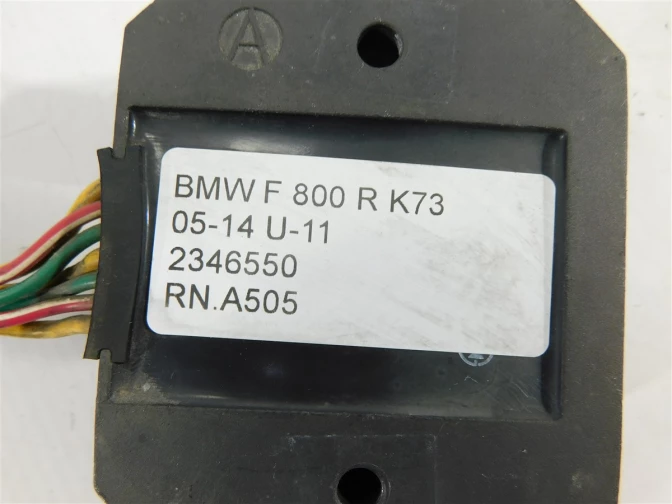 A
BMW F 800 R K73
05-14 U-11
2346550
RN.A505